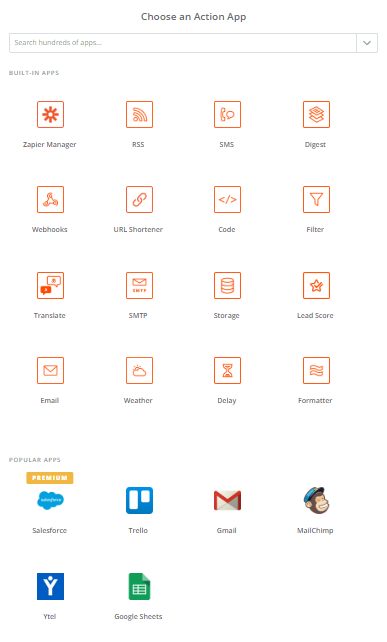 Choose an Action App
Search hundreds of apps...
BUILT-IN APPS
Zapier Manager RSS SMS Digest
Webhooks URL Shortener </> Code Filter
SMTP
Translate SMTP Storage Lead Score
Email Weather Delay Formatter
POPULAR APPS
PREMIUM
salesforce
Salesforce Trello Gmail MailChimp
Ytel Google Sheets